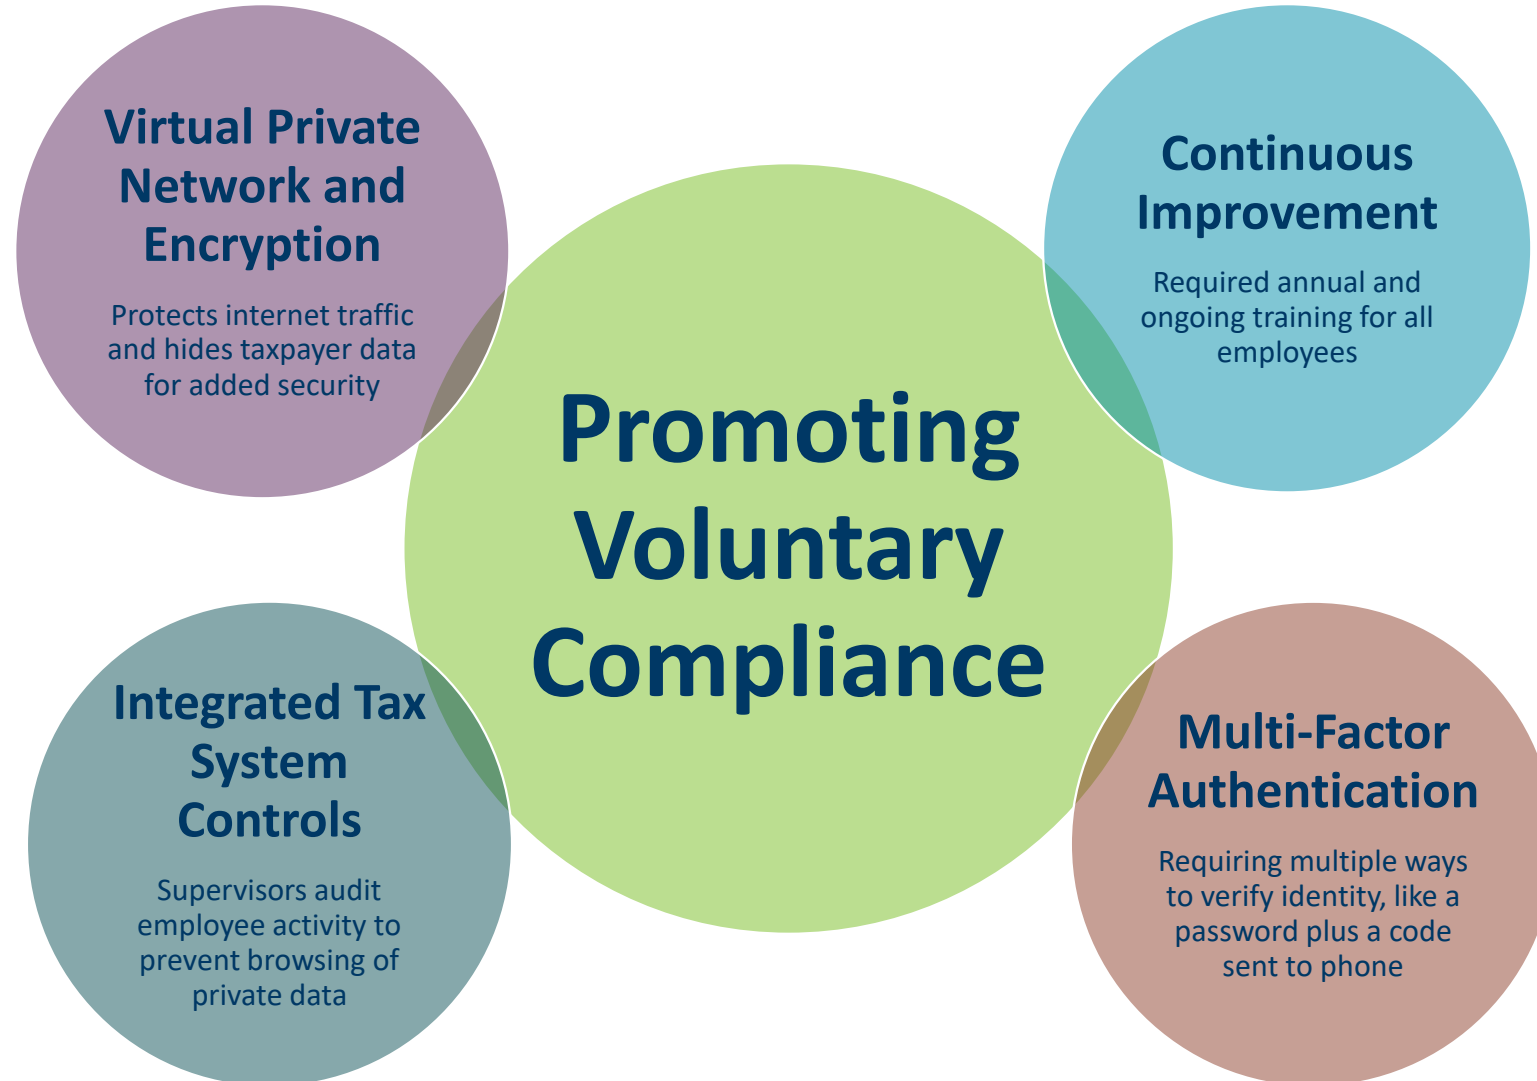 Virtual Private
Network and
Encryption
Protects internet traffic
and hides taxpayer data
for added security
Continuous
Improvement
Required annual and
ongoing training for all
employees
Promoting
Voluntary
Compliance
Integrated Tax
System
Controls
Supervisors audit
employee activity to
prevent browsing of
private data
Multi-Factor
Authentication
Requiring multiple ways
to verify identity, like a
password plus a code
sent to phone